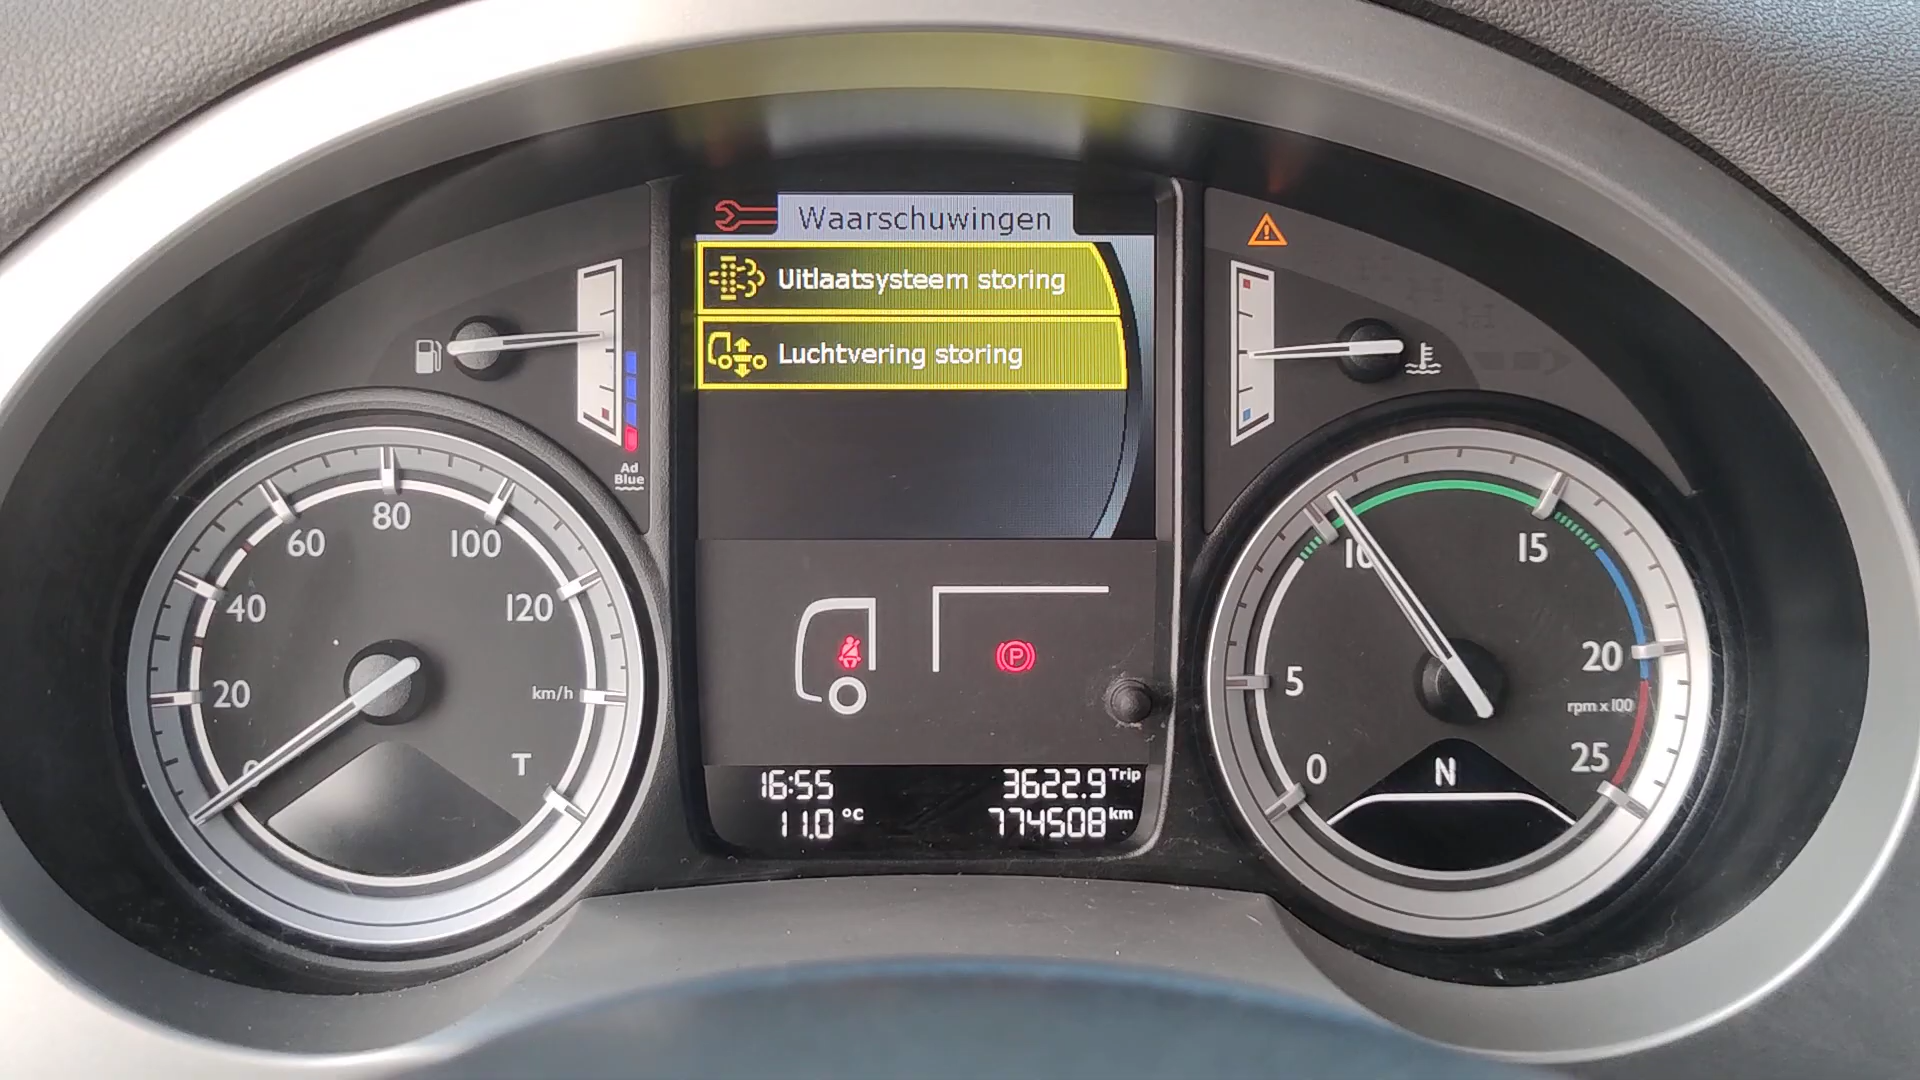 Waarschuwingen
Uitlaatsysteem storing
Luchtvering storing
Ad
Blue
0
20
40
60
80
100
120
km/h
T
P
0
5
10
15
20
25
rpm x 100
N
16:55
3622.9 Trip
11.0 °C
774508 km